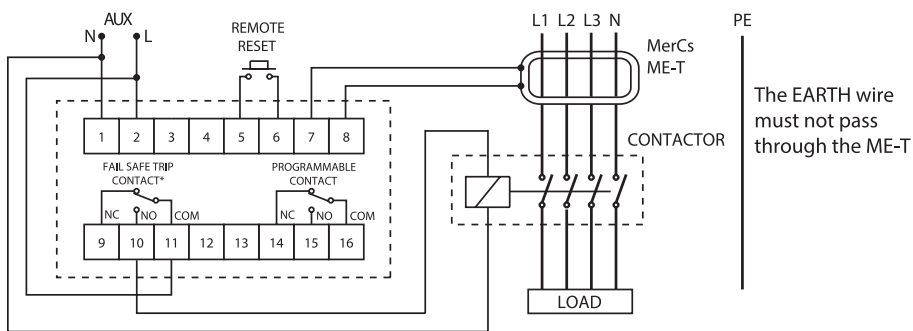 AUX
N L
REMOTE
RESET
L1 L2 L3 N
PE
MerCs
ME-T
The EARTH wire
must not pass
through the ME-T
1 2 3 4 5 6 7 8
CONTACTOR
FAIL SAFE TRIP
CONTACT*
PROGRAMMABLE
CONTACT
NC NO COM
NC NO COM
9 10 11 12 13 14 15 16
LOAD